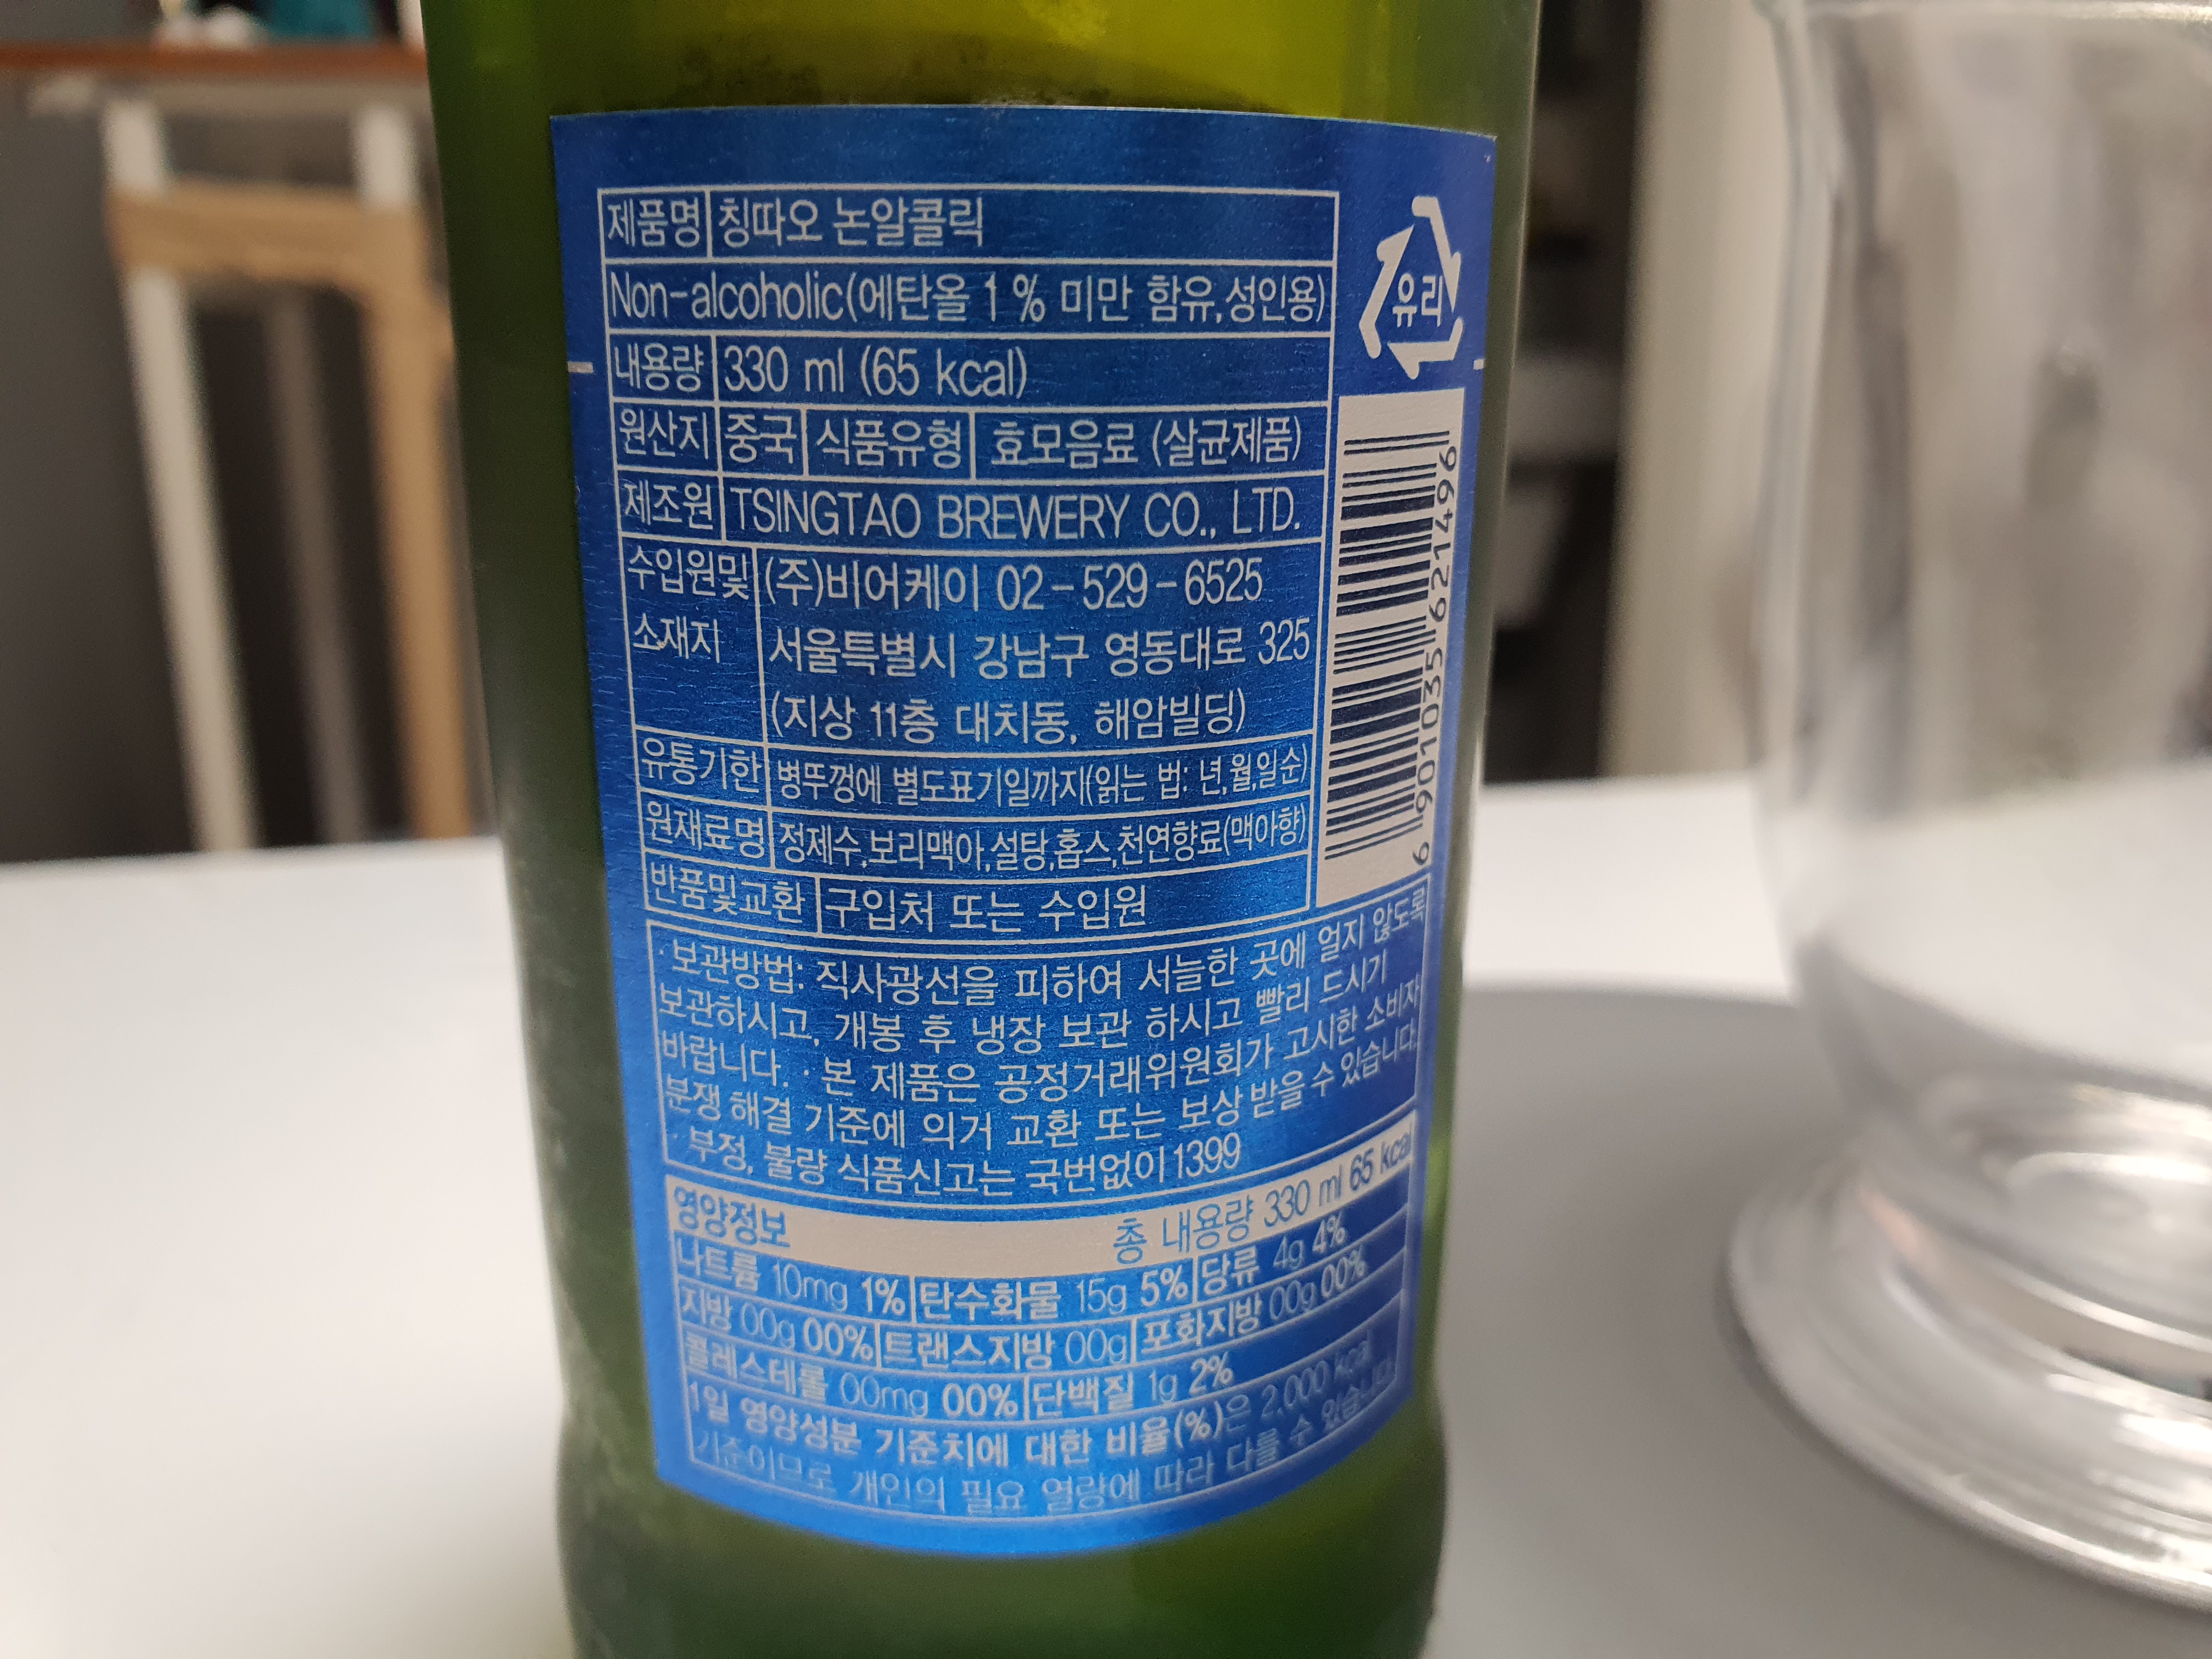 제품명 칭따오 논알콜릭
Non-alcoholic(에탄올 1% 미만 함유,성인용)
내용량 330 ml (65 kcal)
원산지 중국 식품유형 효모음료 (살균제품)
제조원 TSINGTAO BREWERY CO., LTD.
수입원및 (주)비어케이 02-529-6525
소재지 서울특별시 강남구 영동대로 325
(지상 11층 대치동, 해암빌딩)
유통기한 병뚜껑에 별도표기일까지(읽는 법: 년,월,일순)
원재료명 정제수,보리맥아,설탕,홉스,천연향료(맥아향)
반품및교환 구입처 또는 수입원
유리
6 901035 621496
· 보관방법: 직사광선을 피하여 서늘한 곳에 얼지 않도록
보관하시고, 개봉 후 냉장 보관 하시고 빨리 드시기
바랍니다. · 본 제품은 공정거래위원회가 고시한 소비자
분쟁 해결 기준에 의거 교환 또는 보상 받을 수 있습니다.
· 부정, 불량 식품신고는 국번없이 1399
영양정보 총 내용량 330 ml 65 kcal
나트륨 10mg 1% 탄수화물 15g 5% 당류 4g 4%
지방 00g 00% 트랜스지방 00g 포화지방 00g 00%
콜레스테롤 00mg 00% 단백질 1g 2%
1일 영양성분 기준치에 대한 비율(%)은 2,000 kcal
기준이므로 개인의 필요 열량에 따라 다를 수 있습니다.